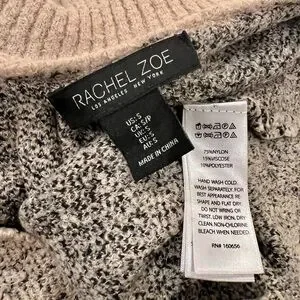 RACHEL ZOE
LOS ANGELES NEW YORK
US: S
CA: S/P
UK: S
EU: S
AU: S
MADE IN CHINA
75%NYLON
15%VISCOSE
10%POLYESTER
HAND WASH COLD.
WASH SEPARATELY. FOR
BEST APPEARANCE RE
SHAPE AND FLAT DRY.
DO NOT WRING OR
TWIST. LOW IRON. DRY
CLEAN. NON-CHLORINE
BLEACH WHEN NEEDED.
RN# 160656